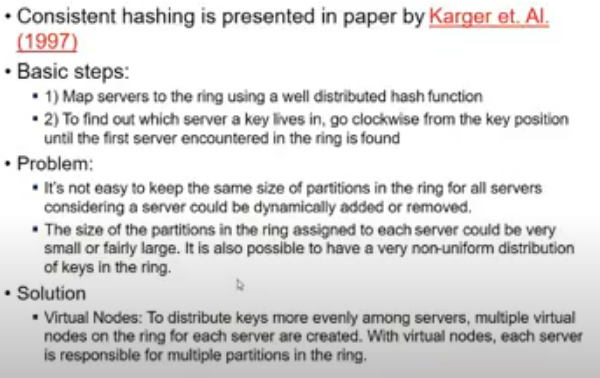 • Consistent hashing is presented in paper by Karger et. Al.
(1997)
• Basic steps:
▪ 1) Map servers to the ring using a well distributed hash function
▪ 2) To find out which server a key lives in, go clockwise from the key position
until the first server encountered in the ring is found
• Problem:
▪ It's not easy to keep the same size of partitions in the ring for all servers
considering a server could be dynamically added or removed.
▪ The size of the partitions in the ring assigned to each server could be very
small or fairly large. It is also possible to have a very non-uniform distribution
of keys in the ring.
• Solution
▪ Virtual Nodes: To distribute keys more evenly among servers, multiple virtual
nodes on the ring for each server are created. With virtual nodes, each server
is responsible for multiple partitions in the ring.